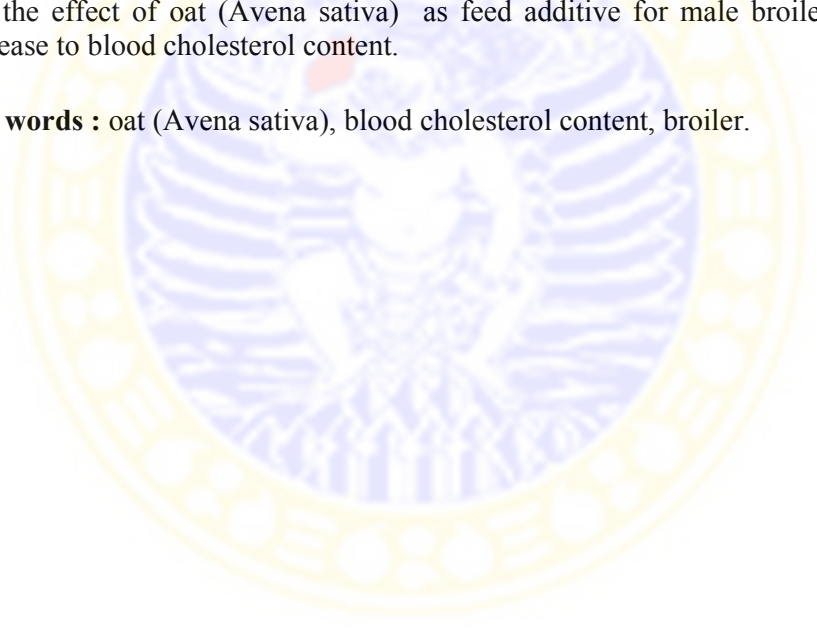 the effect of oat (Avena sativa) as feed additive for male
ease to blood cholesterol content.
words : oat (Avena sativa), blood cholesterol content, broiler.